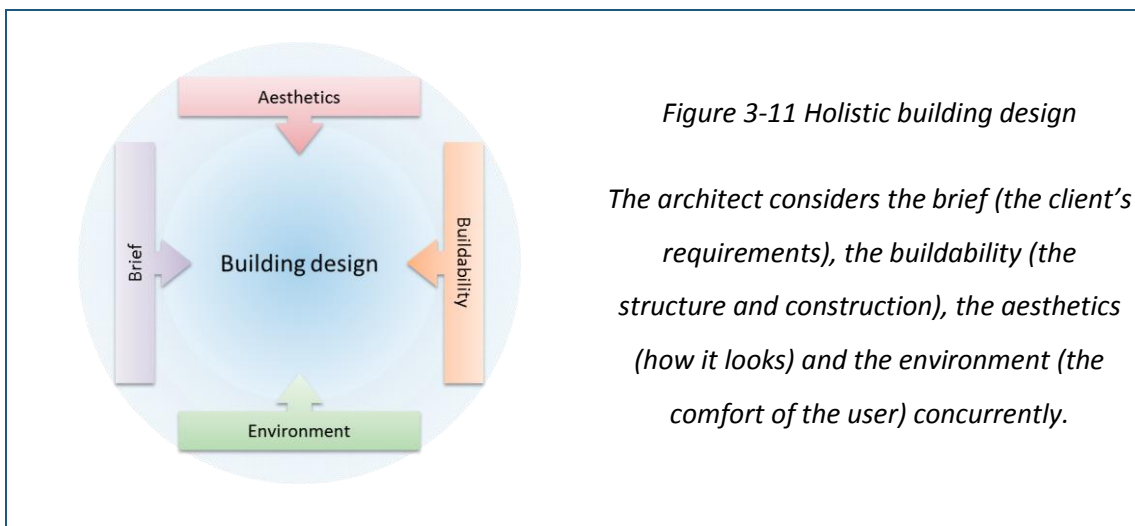 Aesthetics
Brief
Building design
Buildability
Environment
Figure 3-11 Holistic building design
The architect considers the brief (the client’s
requirements), the buildability (the
structure and construction), the aesthetics
(how it looks) and the environment (the
comfort of the user) concurrently.